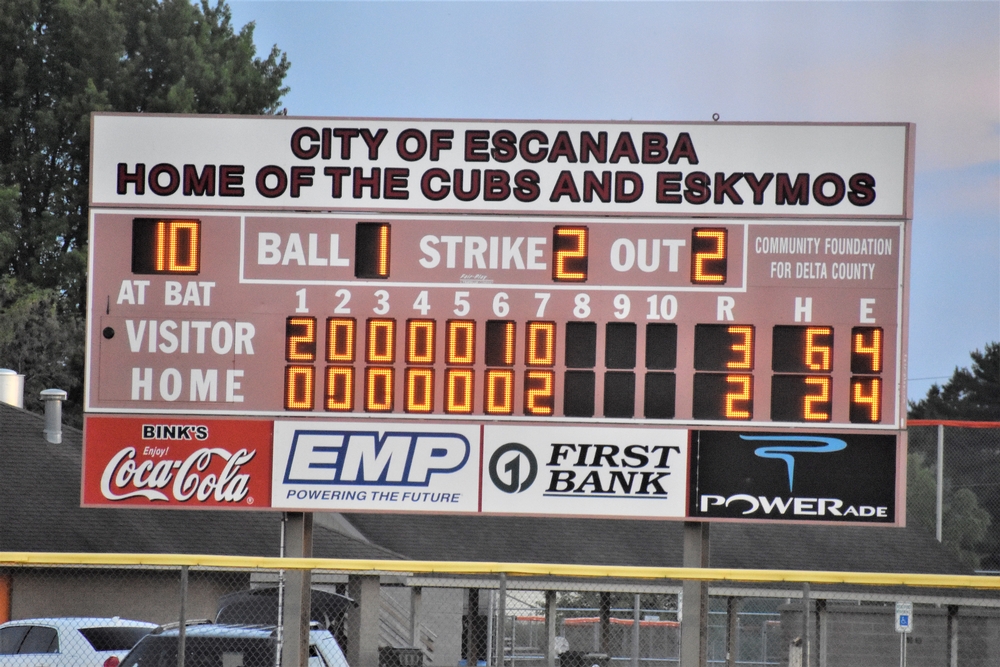 CITY OF ESCANABA
HOME OF THE CUBS AND ESKYMOS
10 BALL 1 STRIKE 2 OUT 2 COMMUNITY FOUNDATION
FOR DELTA COUNTY
AT BAT 1 2 3 4 5 6 7 8 9 10 R H E
VISITOR 2 0 0 0 0 1 0 3 6 4
HOME 0 0 0 0 0 0 2 2 2 4
BINK'S
Enjoy!
Coca-Cola®
EMP
POWERING THE FUTURE
1 FIRST
BANK
POWERADE